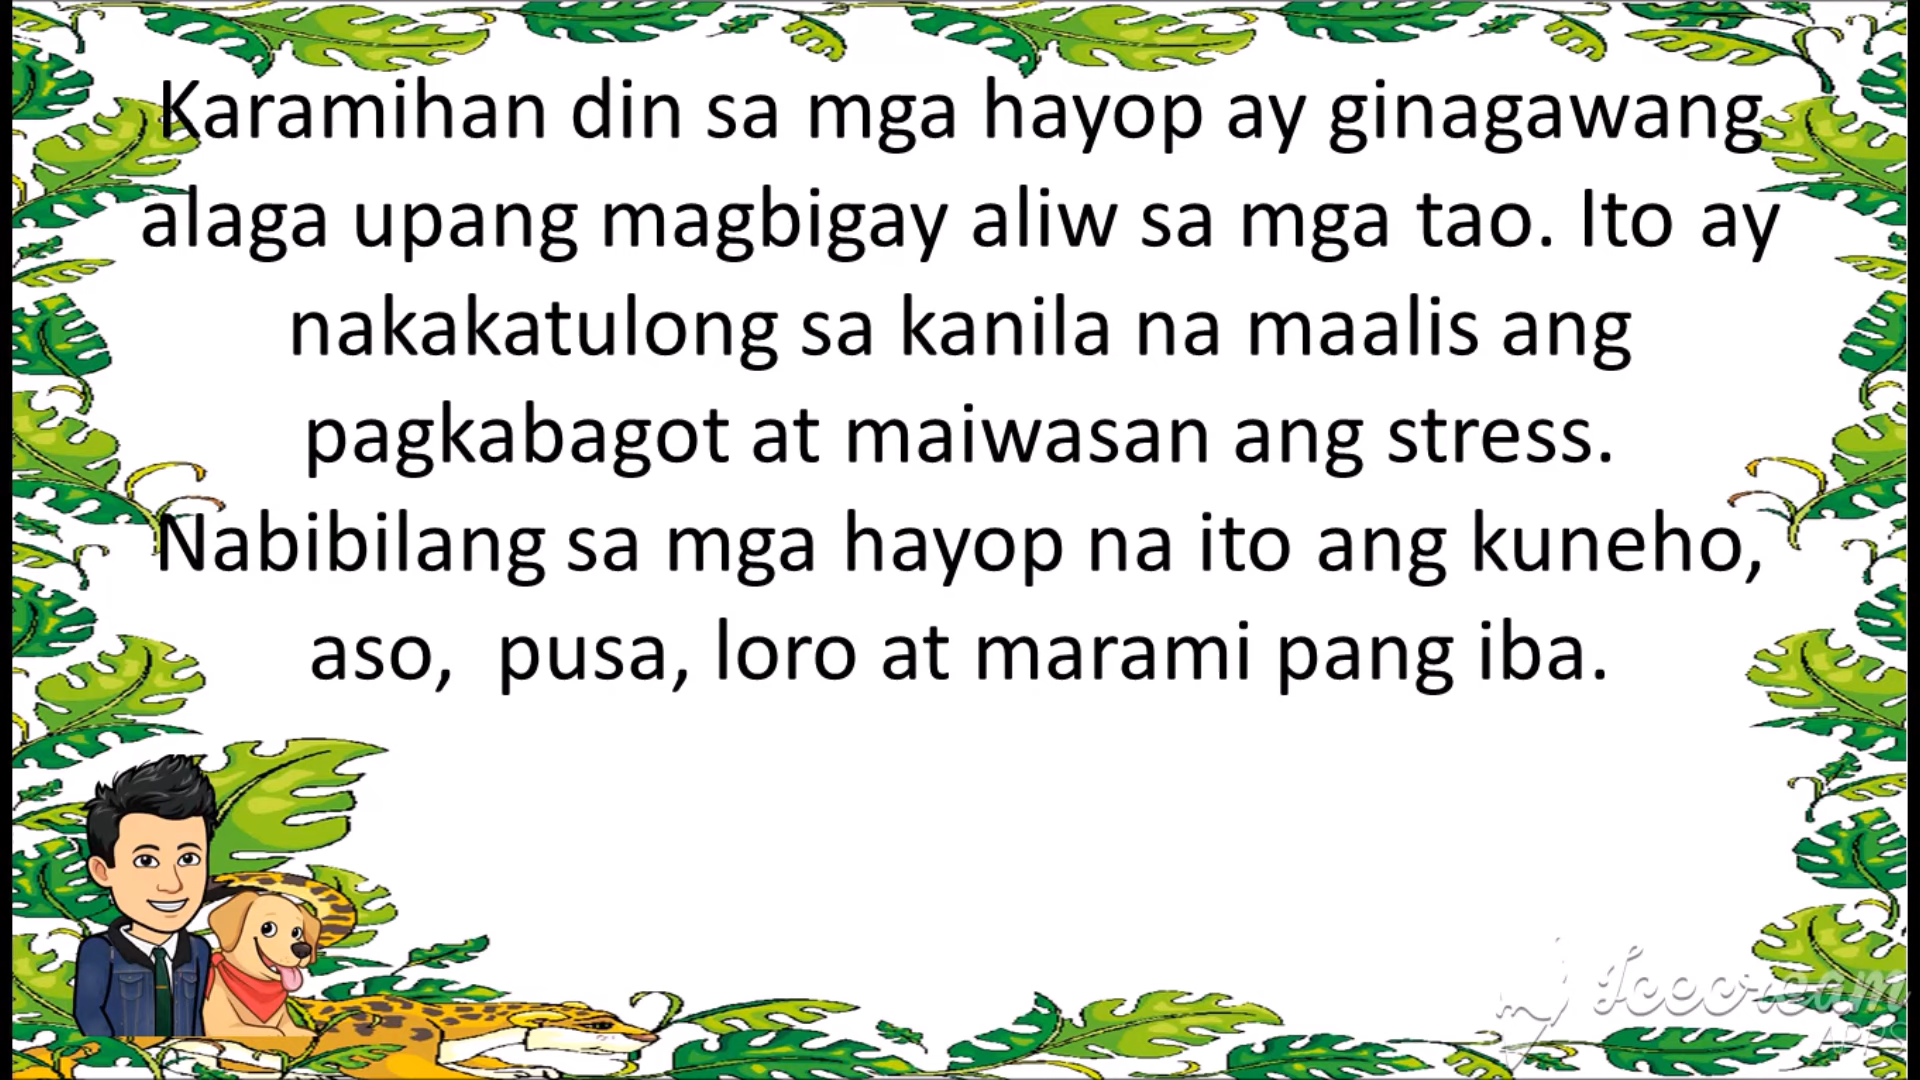 Karamihan din sa mga hayop ay ginagawang
alaga upang magbigay aliw sa mga tao. Ito ay
nakakatulong sa kanila na maalis ang
pagkabagot at maiwasan ang stress.
Nabibilang sa mga hayop na ito ang kuneho,
aso,  pusa, loro at marami pang iba.
Icecream
APPS